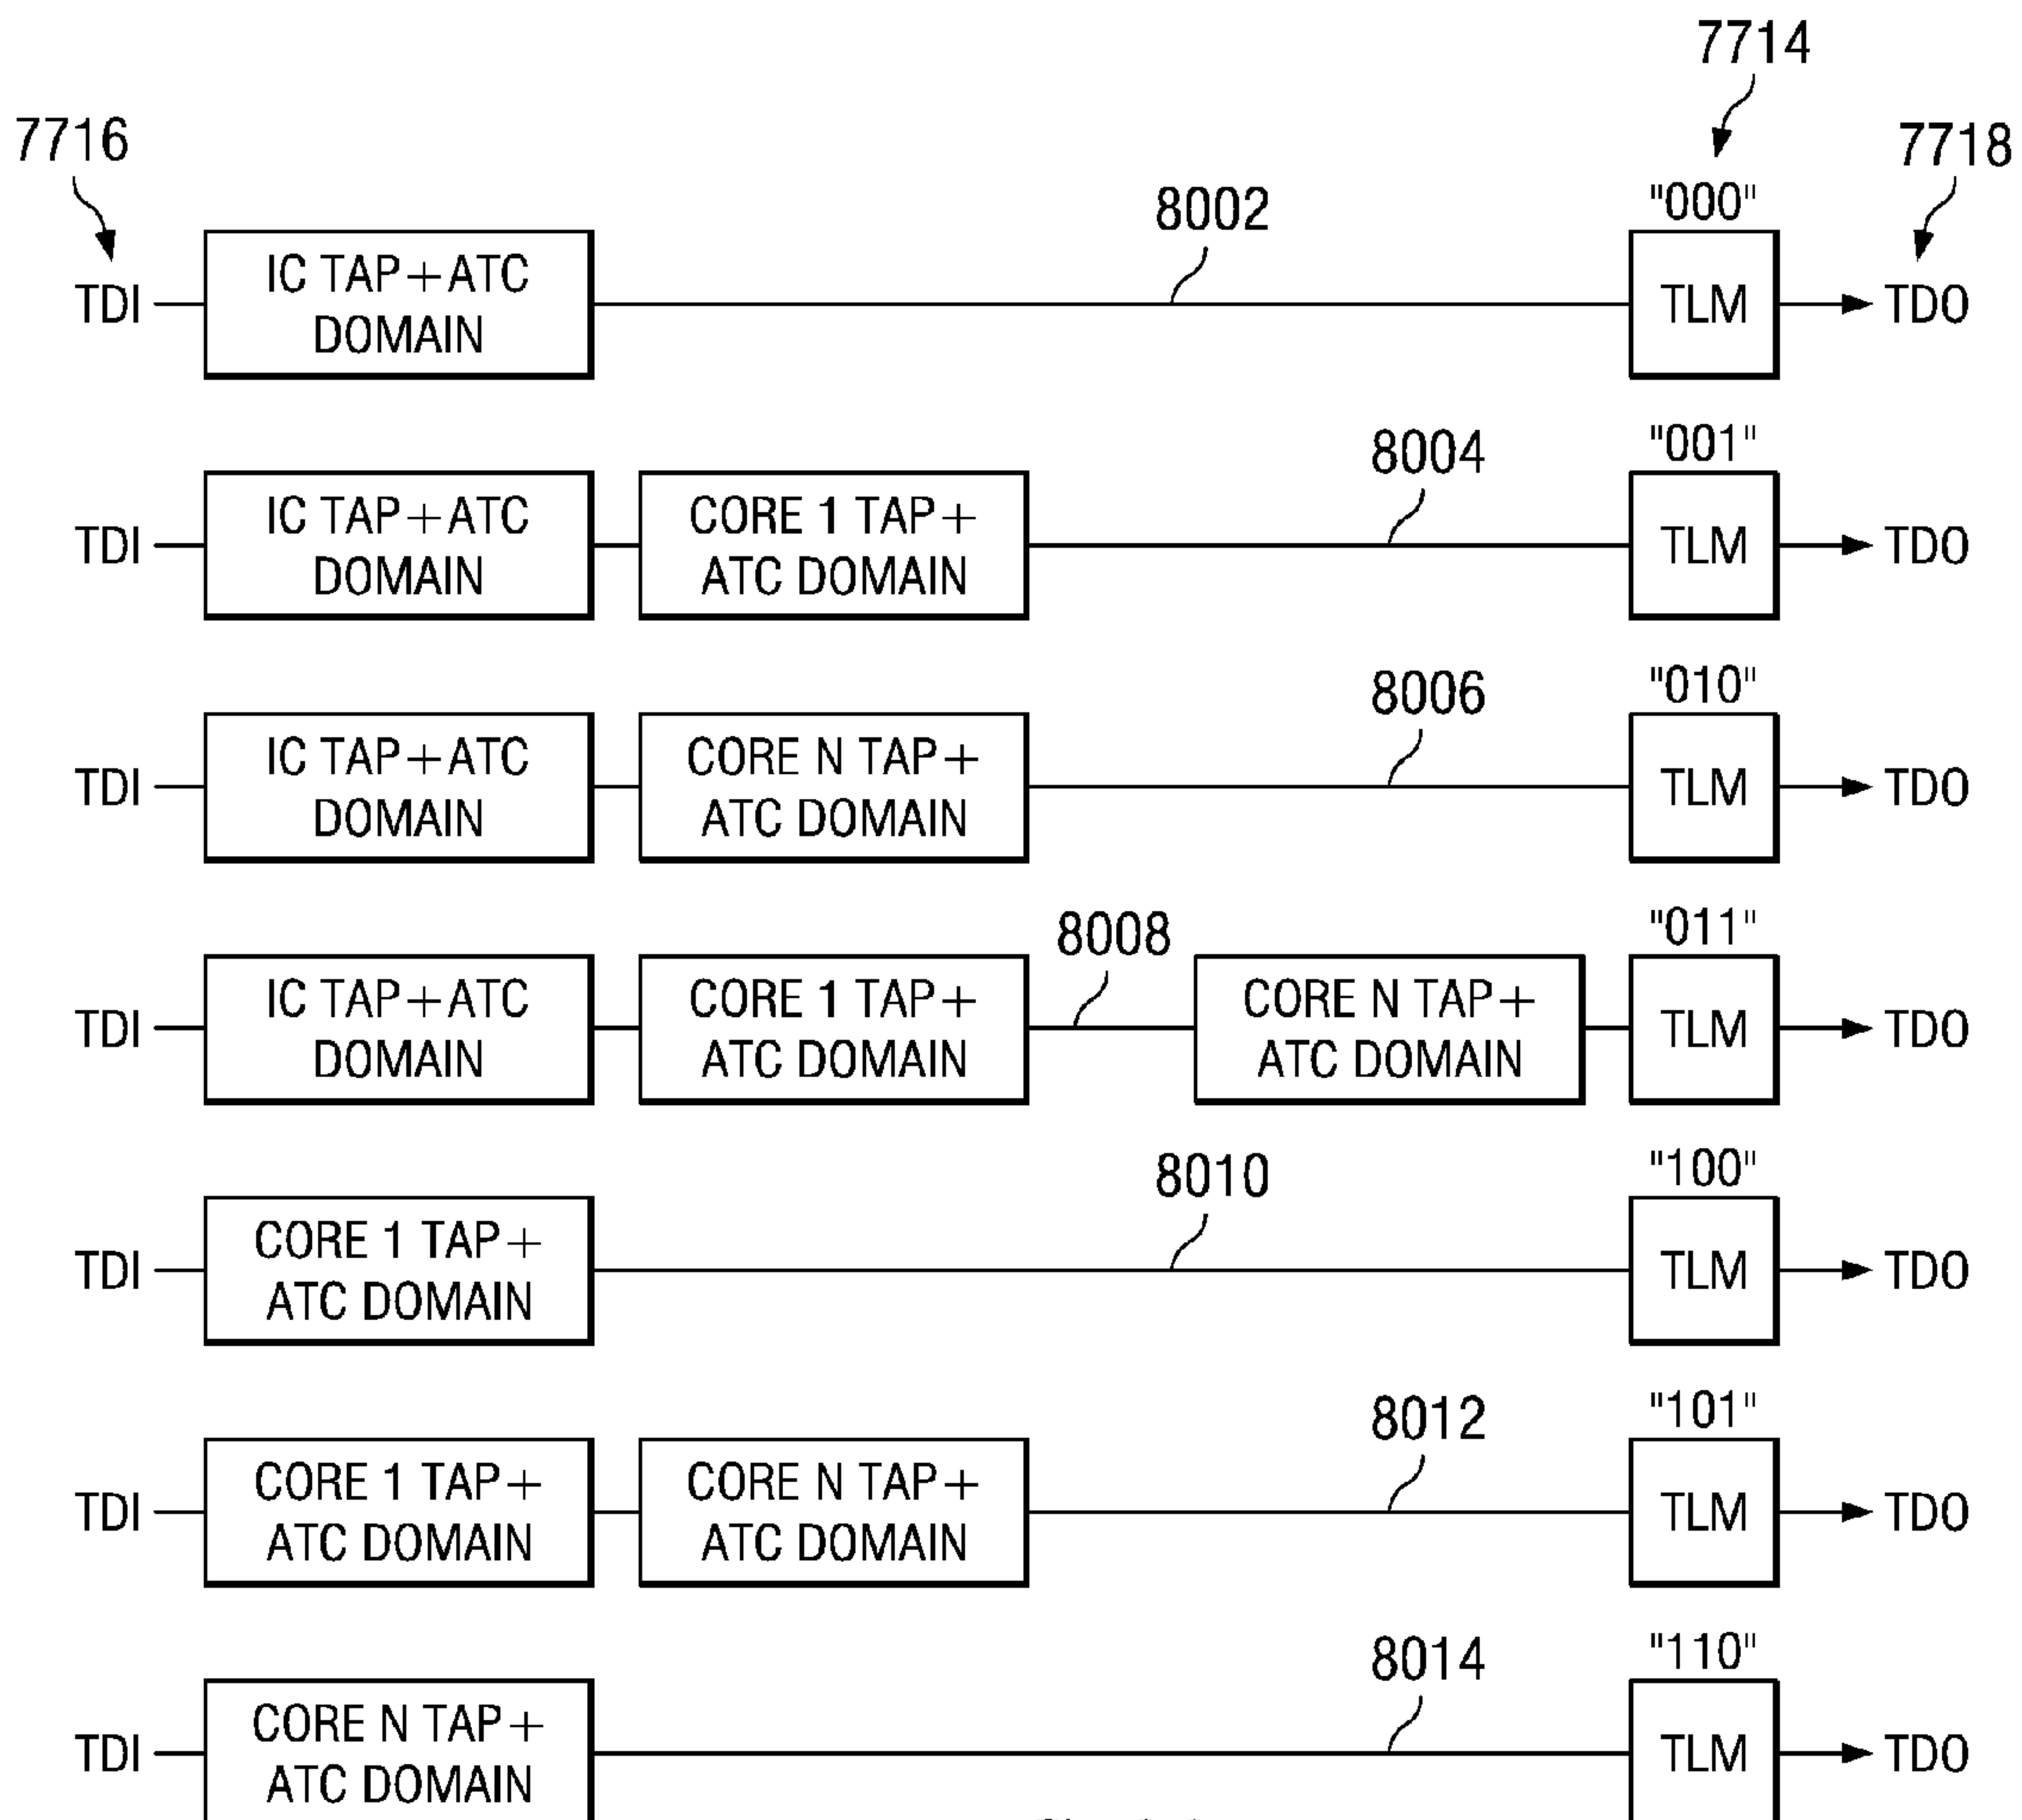 7714
7716
7718
8002
"000"
TDI
IC TAP+ATC
DOMAIN
TLM
TDO
8004
"001"
TDI
IC TAP+ATC
DOMAIN
CORE 1 TAP+
ATC DOMAIN
TLM
TDO
8006
"010"
TDI
IC TAP+ATC
DOMAIN
CORE N TAP+
ATC DOMAIN
TLM
TDO
8008
"011"
TDI
IC TAP+ATC
DOMAIN
CORE 1 TAP+
ATC DOMAIN
CORE N TAP+
ATC DOMAIN
TLM
TDO
8010
"100"
TDI
CORE 1 TAP+
ATC DOMAIN
TLM
TDO
8012
"101"
TDI
CORE 1 TAP+
ATC DOMAIN
CORE N TAP+
ATC DOMAIN
TLM
TDO
8014
"110"
TDI
CORE N TAP+
ATC DOMAIN
TLM
TDO